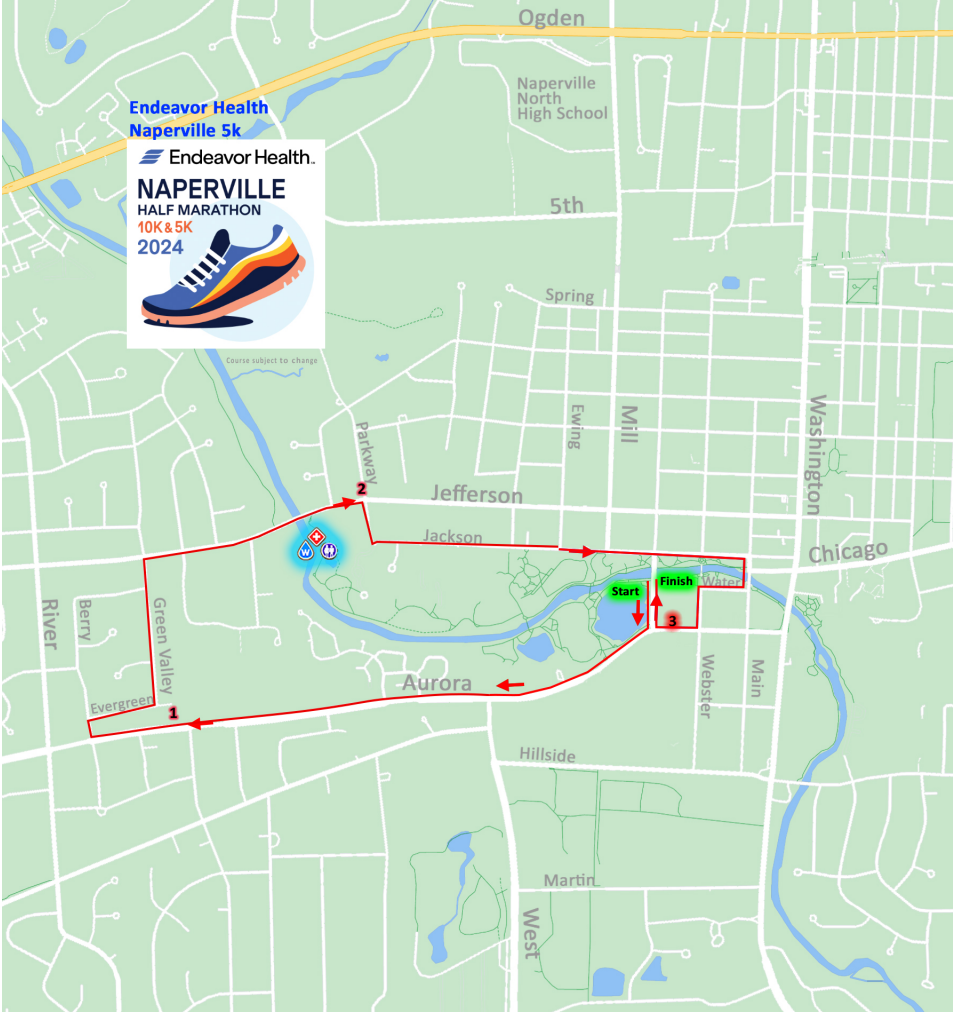 Ogden
Naperville
North
High School
Endeavor Health
Naperville 5k
Endeavor Health™
NAPERVILLE
HALF MARATHON
10K & 5K
2024
5th
Spring
Course subject to change
Ewing
Mill
Washington
Parkway
2
Jefferson
Jackson
Chicago
W
Start
Finish
Water
3
River
Berry
Green Valley
Aurora
Webster
Main
Evergreen
1
Hillside
Martin
West